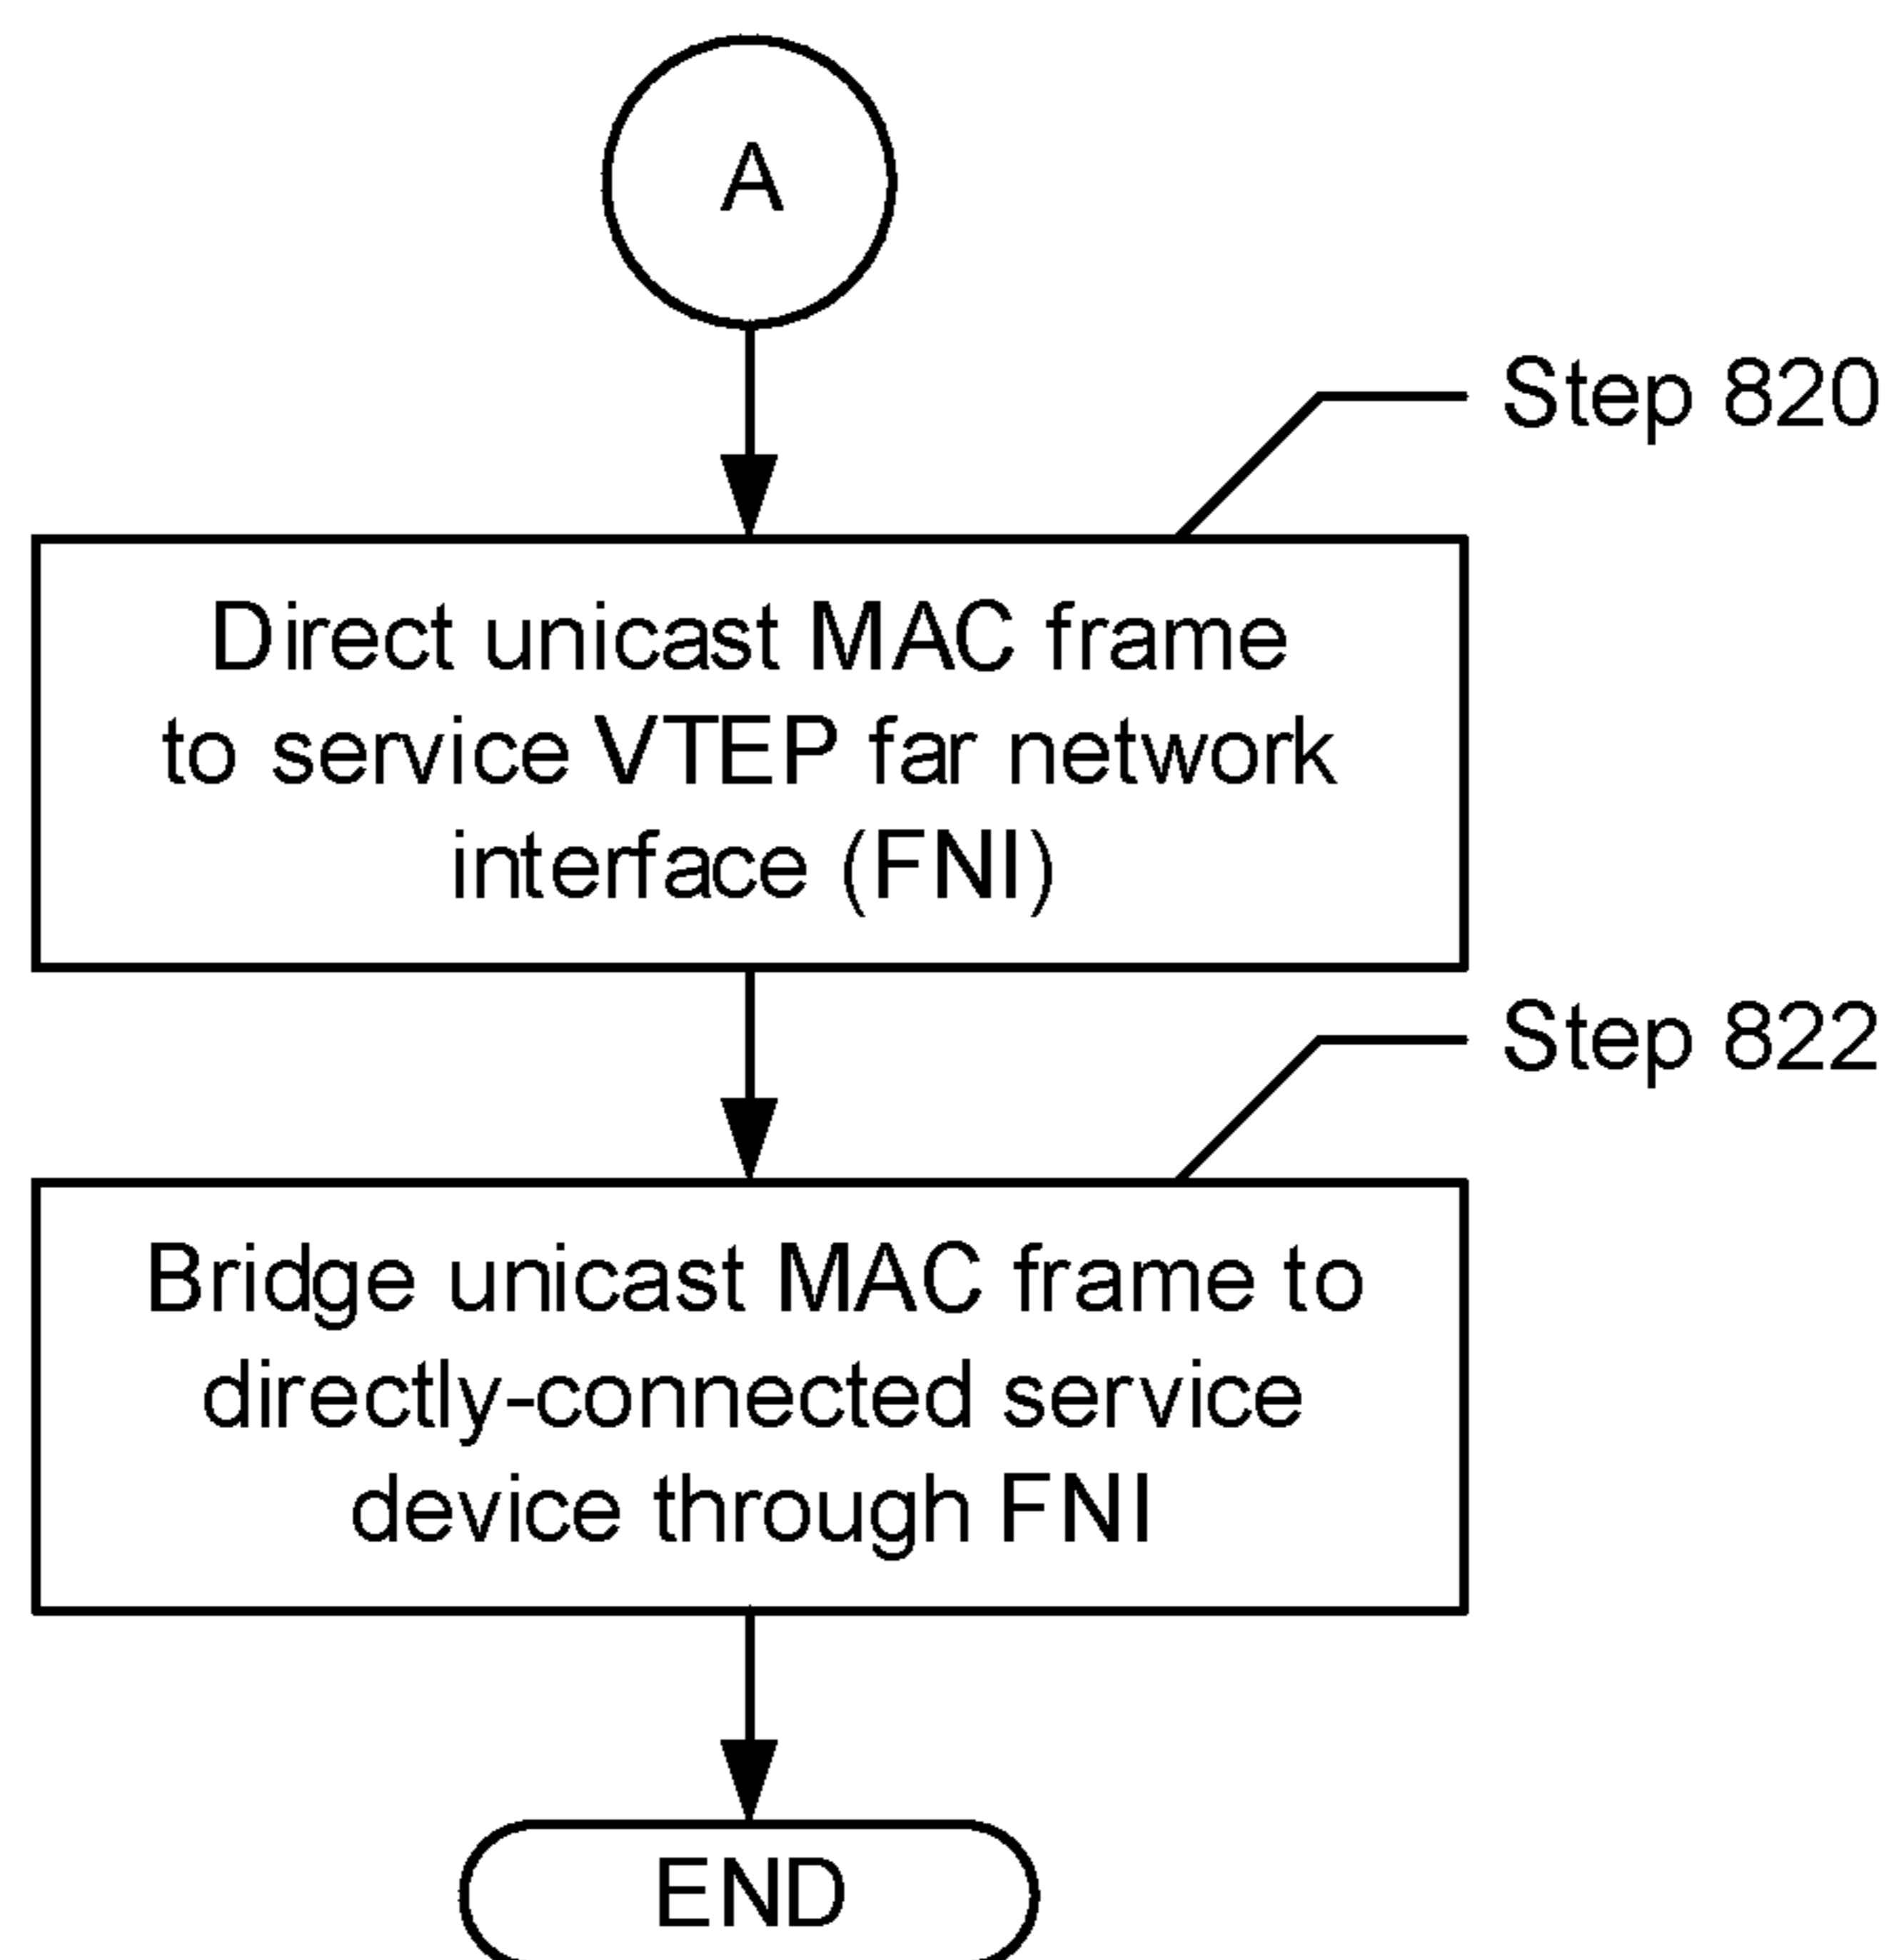 A
Step 820
Direct unicast MAC frame
to service VTEP far network
interface (FNI)
Step 822
Bridge unicast MAC frame to
directly-connected service
device through FNI
END